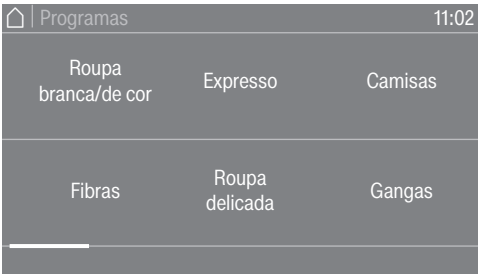 Programas 11:02
Roupa
branca/de cor
Expresso
Camisas
Fibras
Roupa
delicada
Gangas